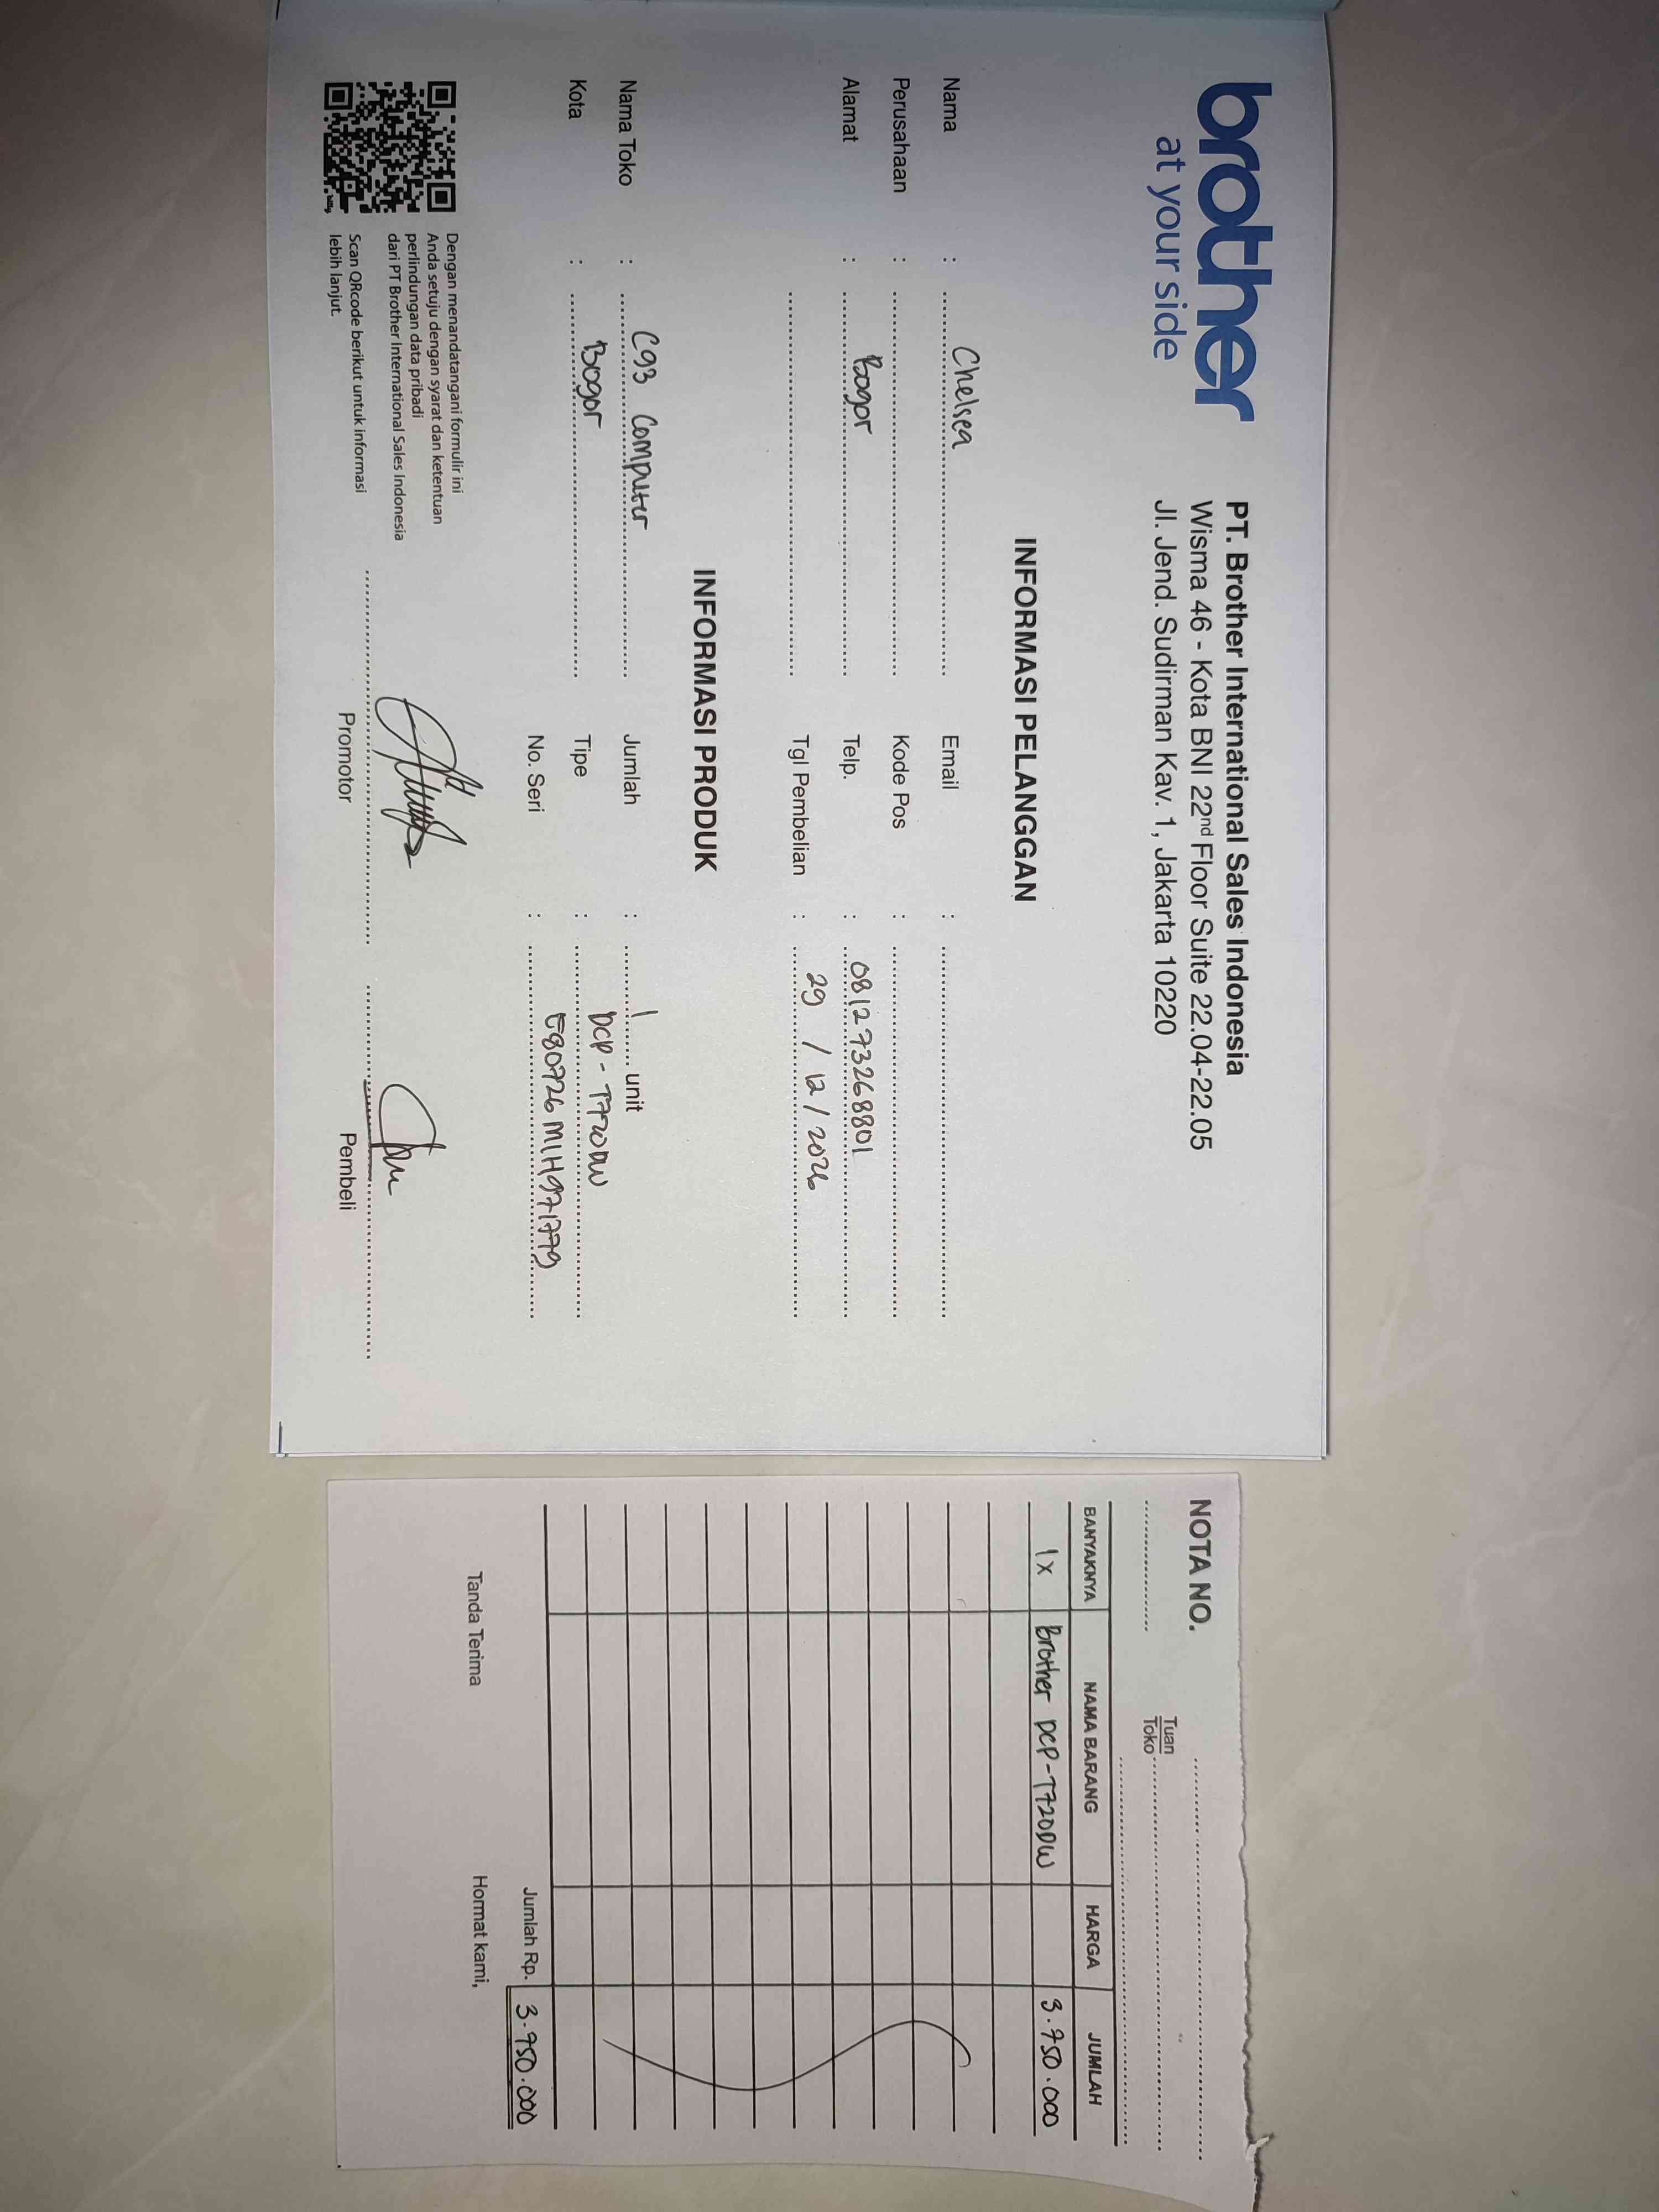 brother
at your side
PT. Brother International Sales Indonesia
Wisma 46 - Kota BNI 22nd Floor Suite 22.04-22.05
Jl. Jend. Sudirman Kav. 1, Jakarta 10220
INFORMASI PELANGGAN
Nama : Chelsea
Perusahaan :
Alamat : Bogor
Email :
Kode Pos :
Telp. : 081273268801
Tgl Pembelian : 29 / 12 / 2026
INFORMASI PRODUK
Nama Toko : C93 Computer
Kota : Bogor
Jumlah : 1 unit
Tipe : DCP - T720DW
No. Seri : E80726M1H971779
Dengan menandatangani formulir ini
Anda setuju dengan syarat dan ketentuan
perlindungan data pribadi
dari PT Brother International Sales Indonesia
Scan QRcode berikut untuk informasi
lebih lanjut.
Promotor
Pembeli
NOTA NO.
Tuan
Toko
BANYAKNYA NAMA BARANG HARGA JUMLAH
1x Brother DCP-T720DW 3.750.000
Jumlah Rp. 3.750.000
Tanda Terima Hormat kami,